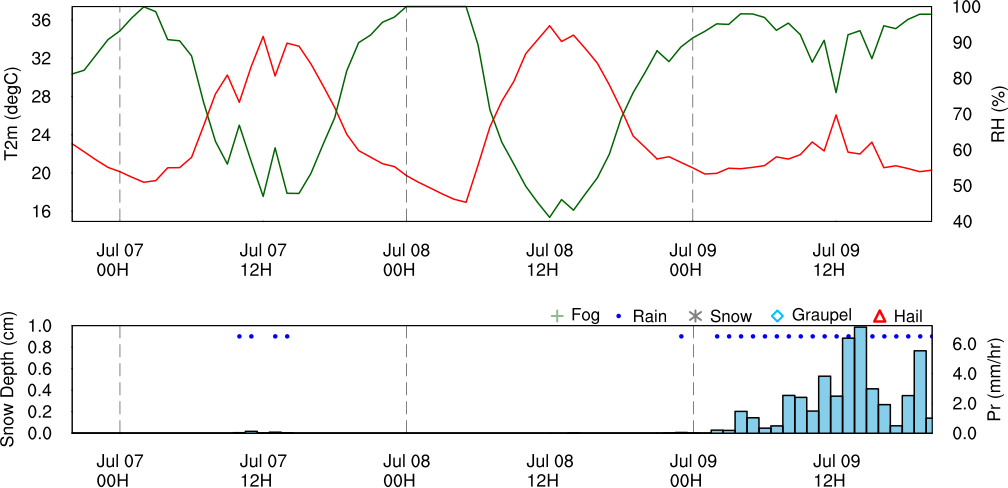 T2m (degC)
36
32
28
24
20
16
100
90
80
70
60
50
40
RH (%)
Jul 07 Jul 07 Jul 08 Jul 08 Jul 09 Jul 09
00H 12H 00H 12H 00H 12H
Fog Rain Snow Graupel Hail
Snow Depth (cm)
1.0
0.8
0.6
0.4
0.2
0.0
6.0
4.0
2.0
0.0
Pr (mm/hr)
Jul 07 Jul 07 Jul 08 Jul 08 Jul 09 Jul 09
00H 12H 00H 12H 00H 12H